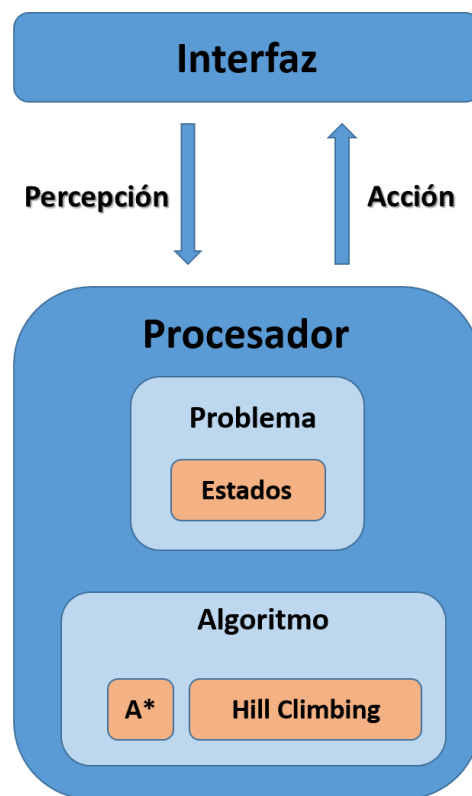 Interfaz
Percepción
Acción
Procesador
Problema
Estados
Algoritmo
A*
Hill Climbing